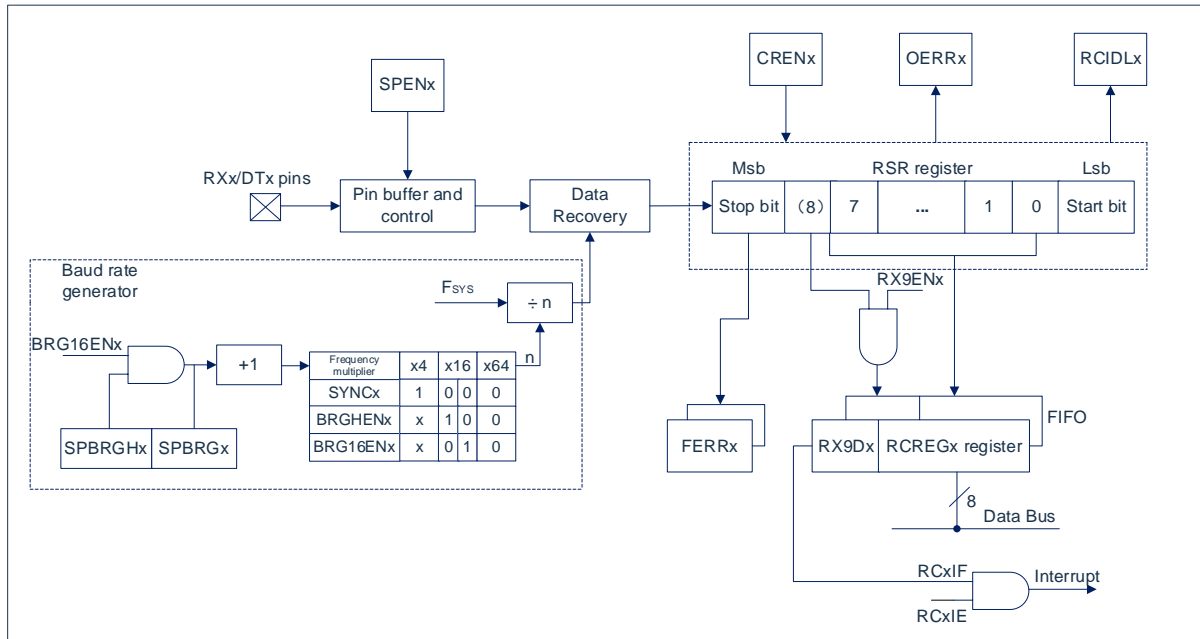 CRENx
OERRx
RCIDLx
SPENx
Msb
RSR register
Lsb
RXx/DTx pins
Pin buffer and
control
Data
Recovery
Stop bit
（8）
7
...
1
0
Start bit
Baud rate
generator
FSYS
÷ n
RX9ENx
BRG16ENx
+1
Frequency
multiplier
x4
x16
x64
n
SYNCx
1
0
0
0
BRGHENx
x
1
0
0
BRG16ENx
x
0
1
0
SPBRGHx
SPBRGx
FERRx
RX9Dx
RCREGx register
FIFO
8
Data Bus
RCxIF
Interrupt
RCxIE